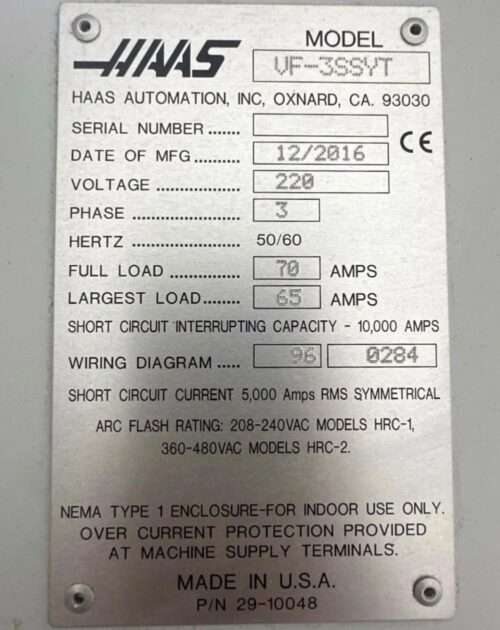 HAAS
MODEL
VF-3SSYT
HAAS AUTOMATION, INC, OXNARD, CA. 93030
SERIAL NUMBER .......
DATE OF MFG ......... 12/2016
CE
VOLTAGE ................ 220
PHASE ..................... 3
HERTZ ..................... 50/60
FULL LOAD ............. 70 AMPS
LARGEST LOAD....... 65 AMPS
SHORT CIRCUIT INTERRUPTING CAPACITY - 10,000 AMPS
WIRING DIAGRAM ..... 96 0284
SHORT CIRCUIT CURRENT 5,000 Amps RMS SYMMETRICAL
ARC FLASH RATING: 208-240VAC MODELS HRC-1,
360-480VAC MODELS HRC-2.
NEMA TYPE 1 ENCLOSURE-FOR INDOOR USE ONLY.
OVER CURRENT PROTECTION PROVIDED
AT MACHINE SUPPLY TERMINALS.
MADE IN U.S.A.
P/N 29-10048